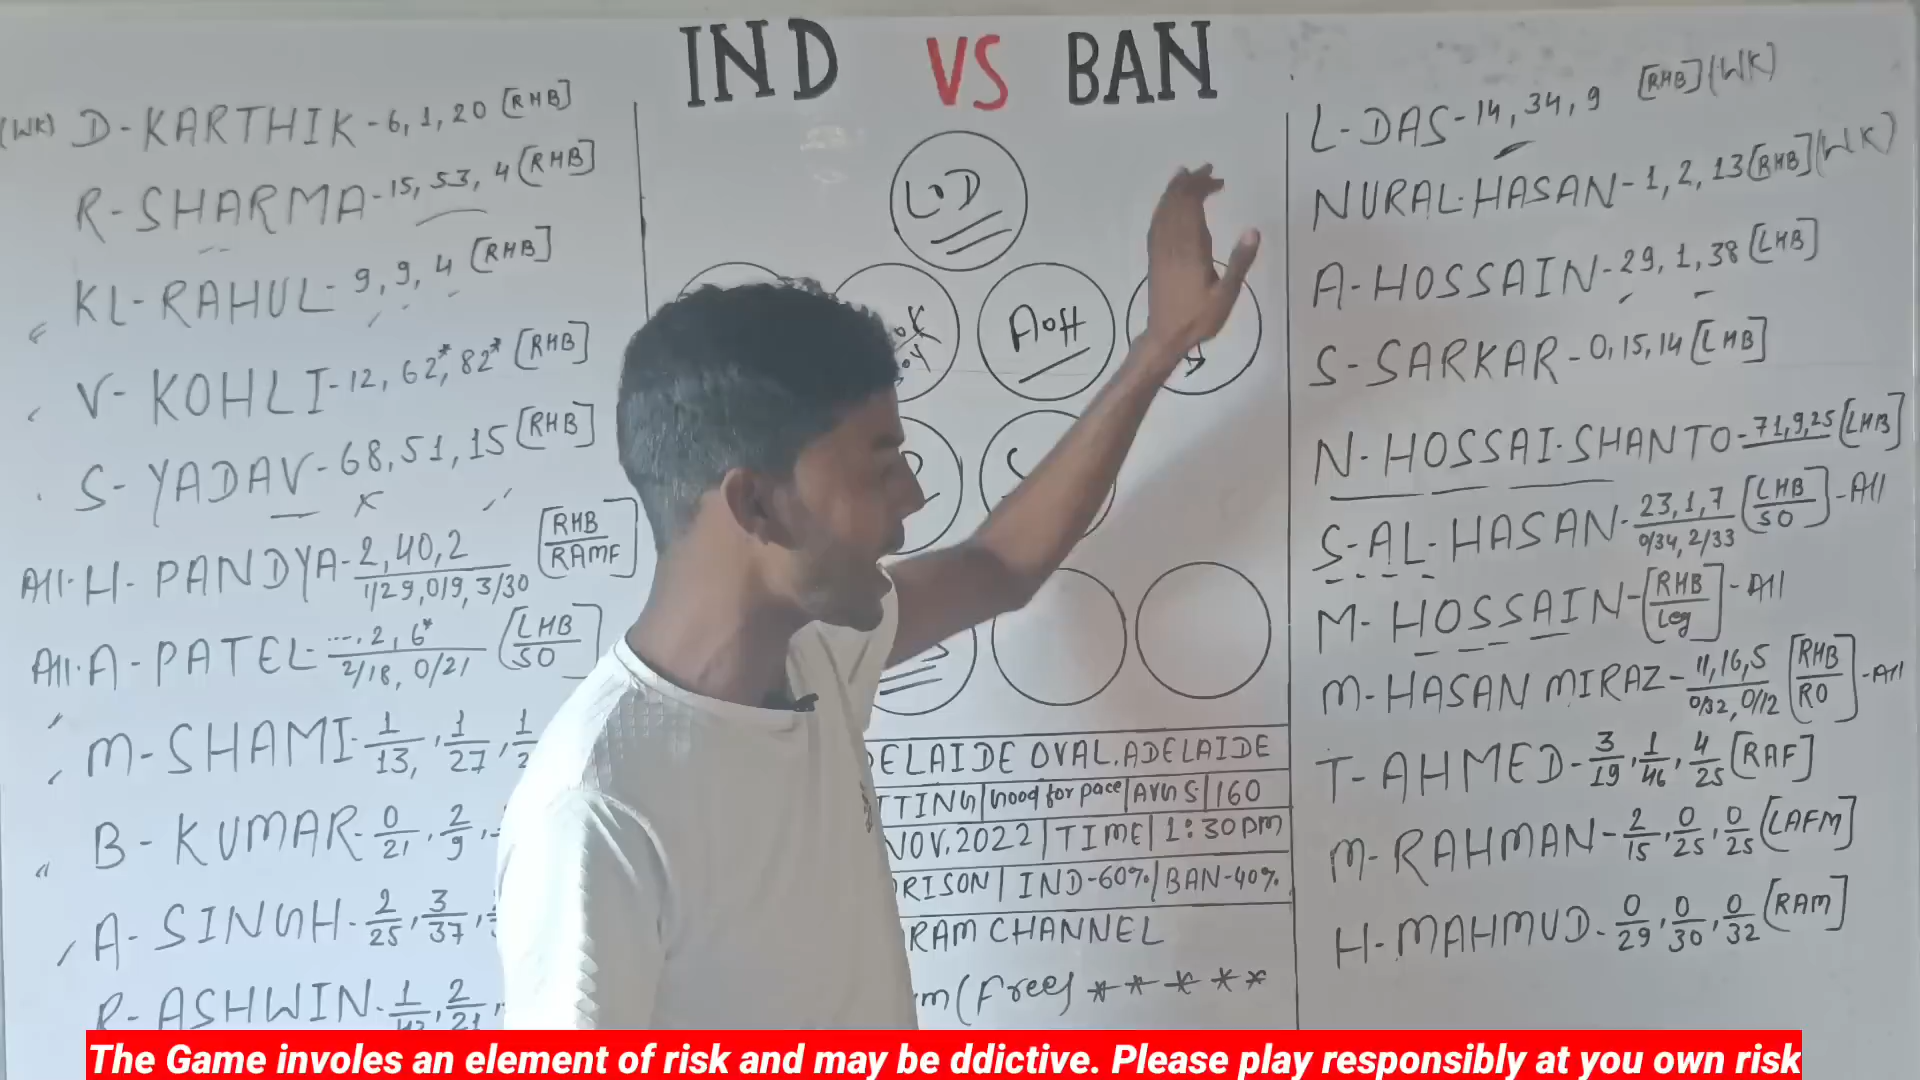 IND VS BAN
(WK) D-KARTHIK-6,1,20 [RHB]
R-SHARMA-15,53,4 [RHB]
KL-RAHUL-9,9,4 [RHB]
V-KOHLI-12,62*,82* [RHB]
S-YADAV-68,51,15 [RHB]
All.H-PANDYA-2,40,2 [RHB
1/29,0/9,3/30 RAMF]
All.A-PATEL-....2,6* [LHB
2/18,0/21 SO]
M-SHAMI-1/13,1/27,1/2
B-KUMAR-0/21,2/9,
A-SINGH-2/25,3/37,
R-ASHWIN-1/43,2/21,
L.D
A.H
DELAIDE OVAL.ADELAIDE
TTING|Good for pace|AVG S|160
NOV.2022|TIME|1:30PM
RISON|IND-60%|BAN-40%
RAM CHANNEL
m(Free) *****
L-DAS-14,34,9 [RHB](WK)
NURAL-HASAN-1,2,13[RHB](WK)
A-HOSSAIN-29,1,38 [LHB]
S-SARKAR-0,15,14 [LHB]
N-HOSSAI-SHANTO-71,9,25 [LHB]
S-AL-HASAN-23,1,7 [LHB]-All
0/34,2/33 SO
M-HOSSAIN-[RHB]-All
Leg
M-HASAN MIRAZ-11,16,5 [RHB]-All
0/32,0/12 RO
T-AHMED-3/19,1/46,4/25 [RAF]
M-RAHMAN-2/15,0/25,0/25 [LAFM]
H-MAHMUD-0/29,0/30,0/32 [RAM]
The Game involes an element of risk and may be ddictive. Please play responsibly at you own risk